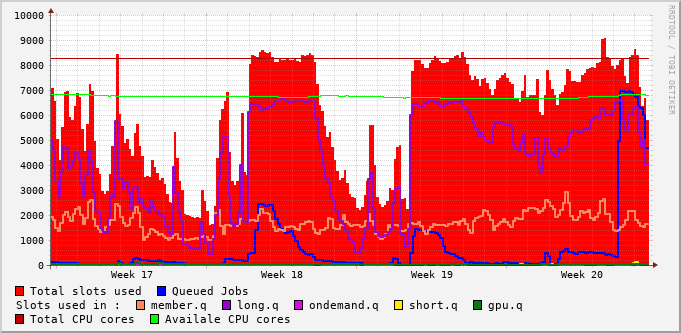 10000
9000
8000
7000
6000
5000
4000
3000
2000
1000
0
Week 17 Week 18 Week 19 Week 20
RRDTOOL / TOBI OETIKER
Total slots used Queued Jobs
Slots used in : member.q long.q ondemand.q short.q gpu.q
Total CPU cores Availale CPU cores